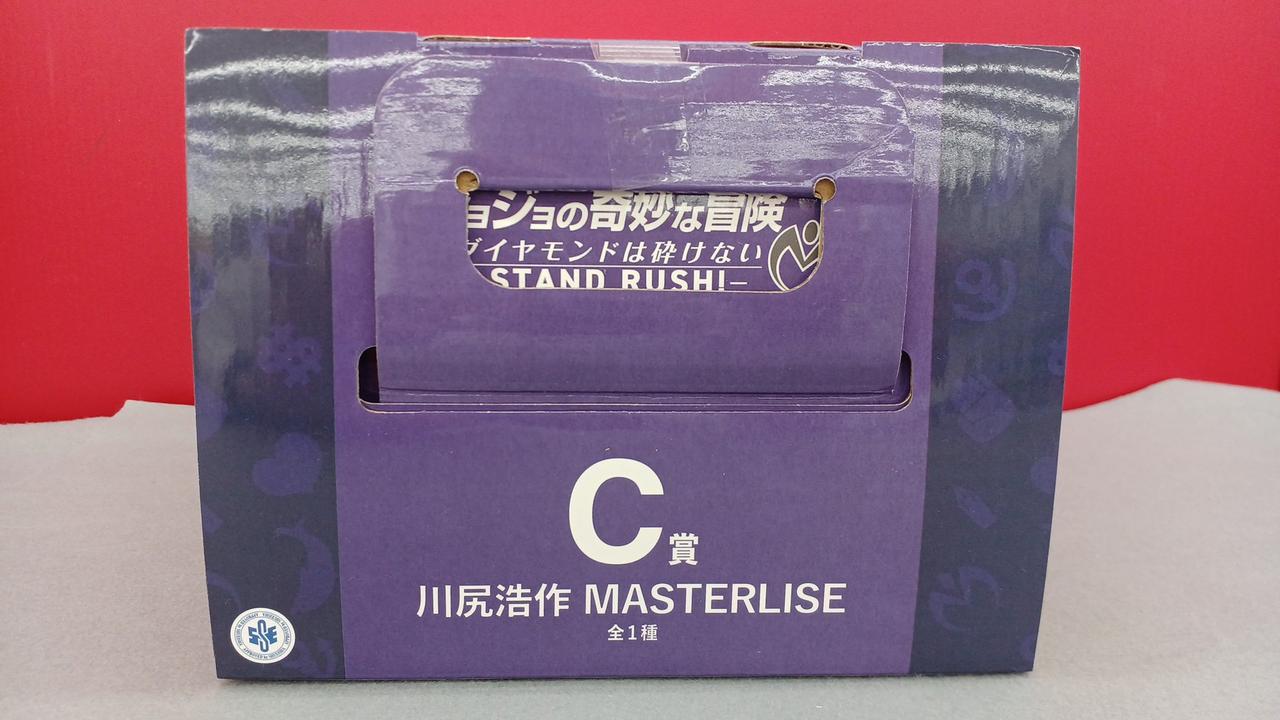 ョジョの奇妙な冒険
ダイヤモンドは砕けない
STAND RUSH!−
C賞
川尻浩作 MASTERLISE
全1種